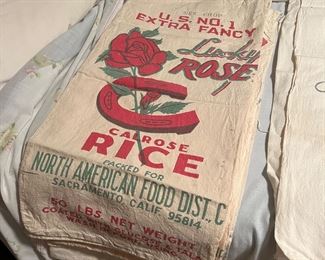 U.S. NO. 1
EXTRA FANCY
Lucky
ROSE
CALROSE
RICE
PACKED FOR
NORTH AMERICAN FOOD DIST. C
SACRAMENTO, CALIF 95814
50 LBS NET WEIGHT